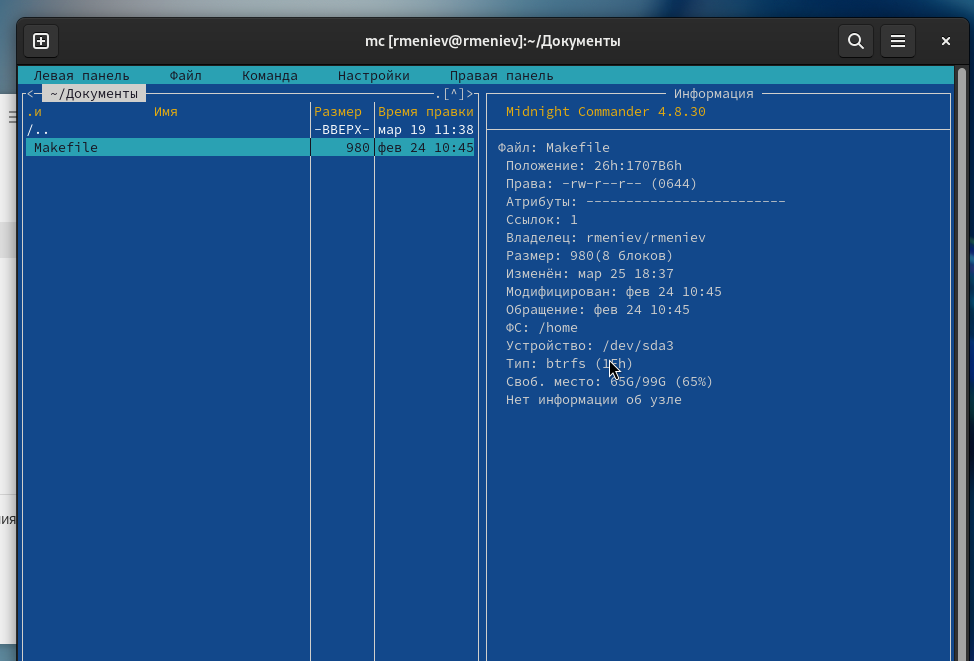 mc [rmeniev@rmeniev]:~/Документы
Левая панель Файл Команда Настройки Правая панель
<─ ~/Документы .[^]>
.и Имя Размер Время правки
/.. -ВВЕРХ- мар 19 11:38
Makefile 980 фев 24 10:45
Информация
Midnight Commander 4.8.30
Файл: Makefile
Положение: 26h:1707B6h
Права: -rw-r--r-- (0644)
Атрибуты: -------------------------
Ссылок: 1
Владелец: rmeniev/rmeniev
Размер: 980(8 блоков)
Изменён: мар 25 18:37
Модифицирован: фев 24 10:45
Обращение: фев 24 10:45
ФС: /home
Устройство: /dev/sda3
Тип: btrfs
Своб. место: 65G/99G (65%)
Нет информации об узле
ия